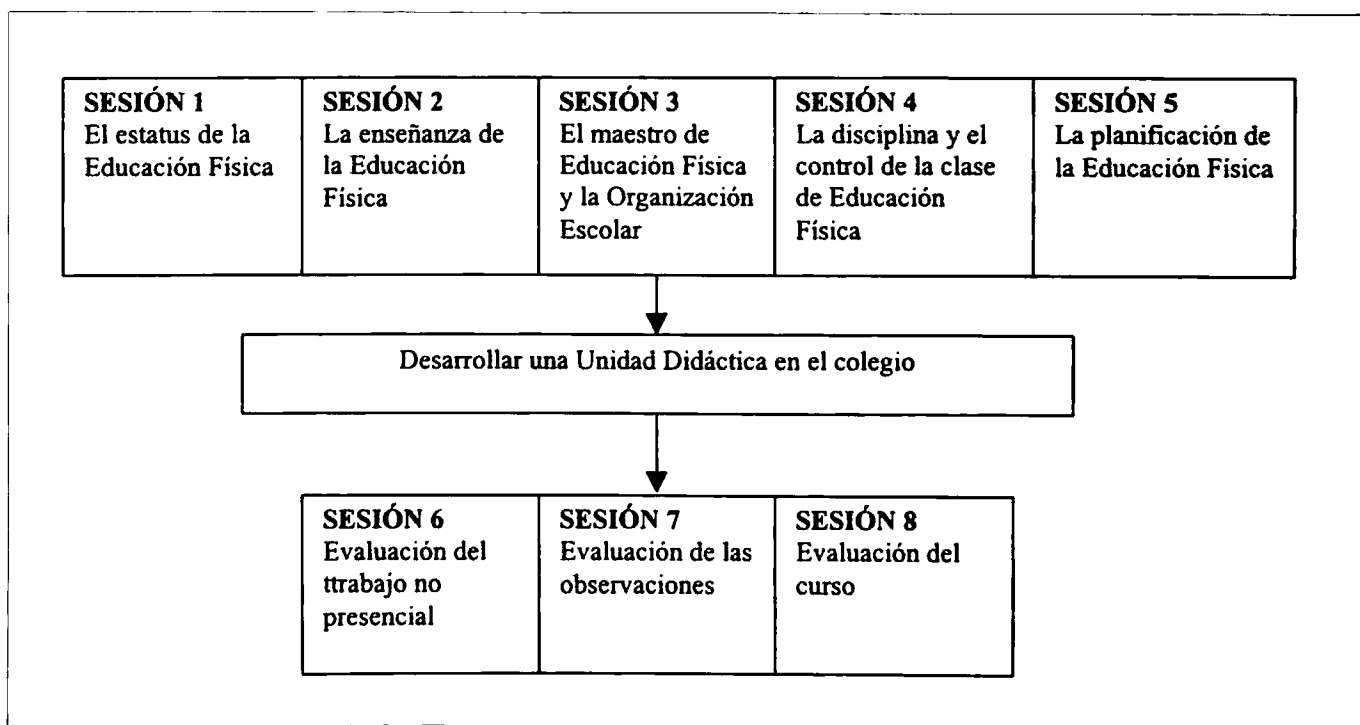 SESIÓN 1
El estatus de la
Educación Física
SESIÓN 2
La enseñanza de
la Educación
Física
SESIÓN 3
El maestro de
Educación Física
y la Organización
Escolar
SESIÓN 4
La disciplina y el
control de la clase
de Educación
Física
SESIÓN 5
La planificación de
la Educación Física
Desarrollar una Unidad Didáctica en el colegio
SESIÓN 6
Evaluación del
ttrabajo no
presencial
SESIÓN 7
Evaluación de las
observaciones
SESIÓN 8
Evaluación del
curso